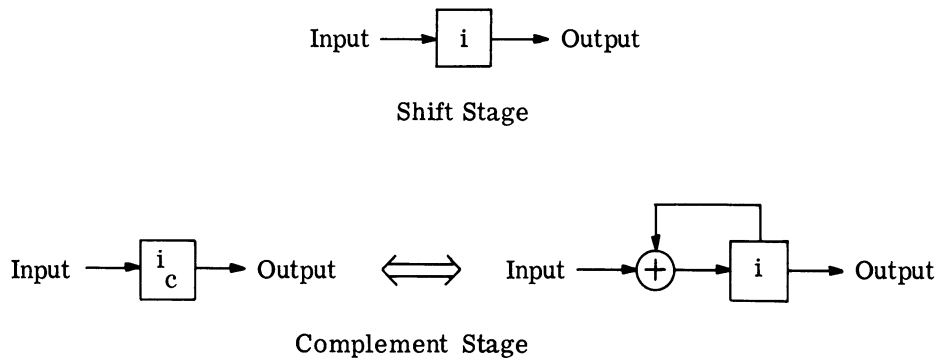 Input i Output
Shift Stage
Input i c Output Input + i Output
Complement Stage